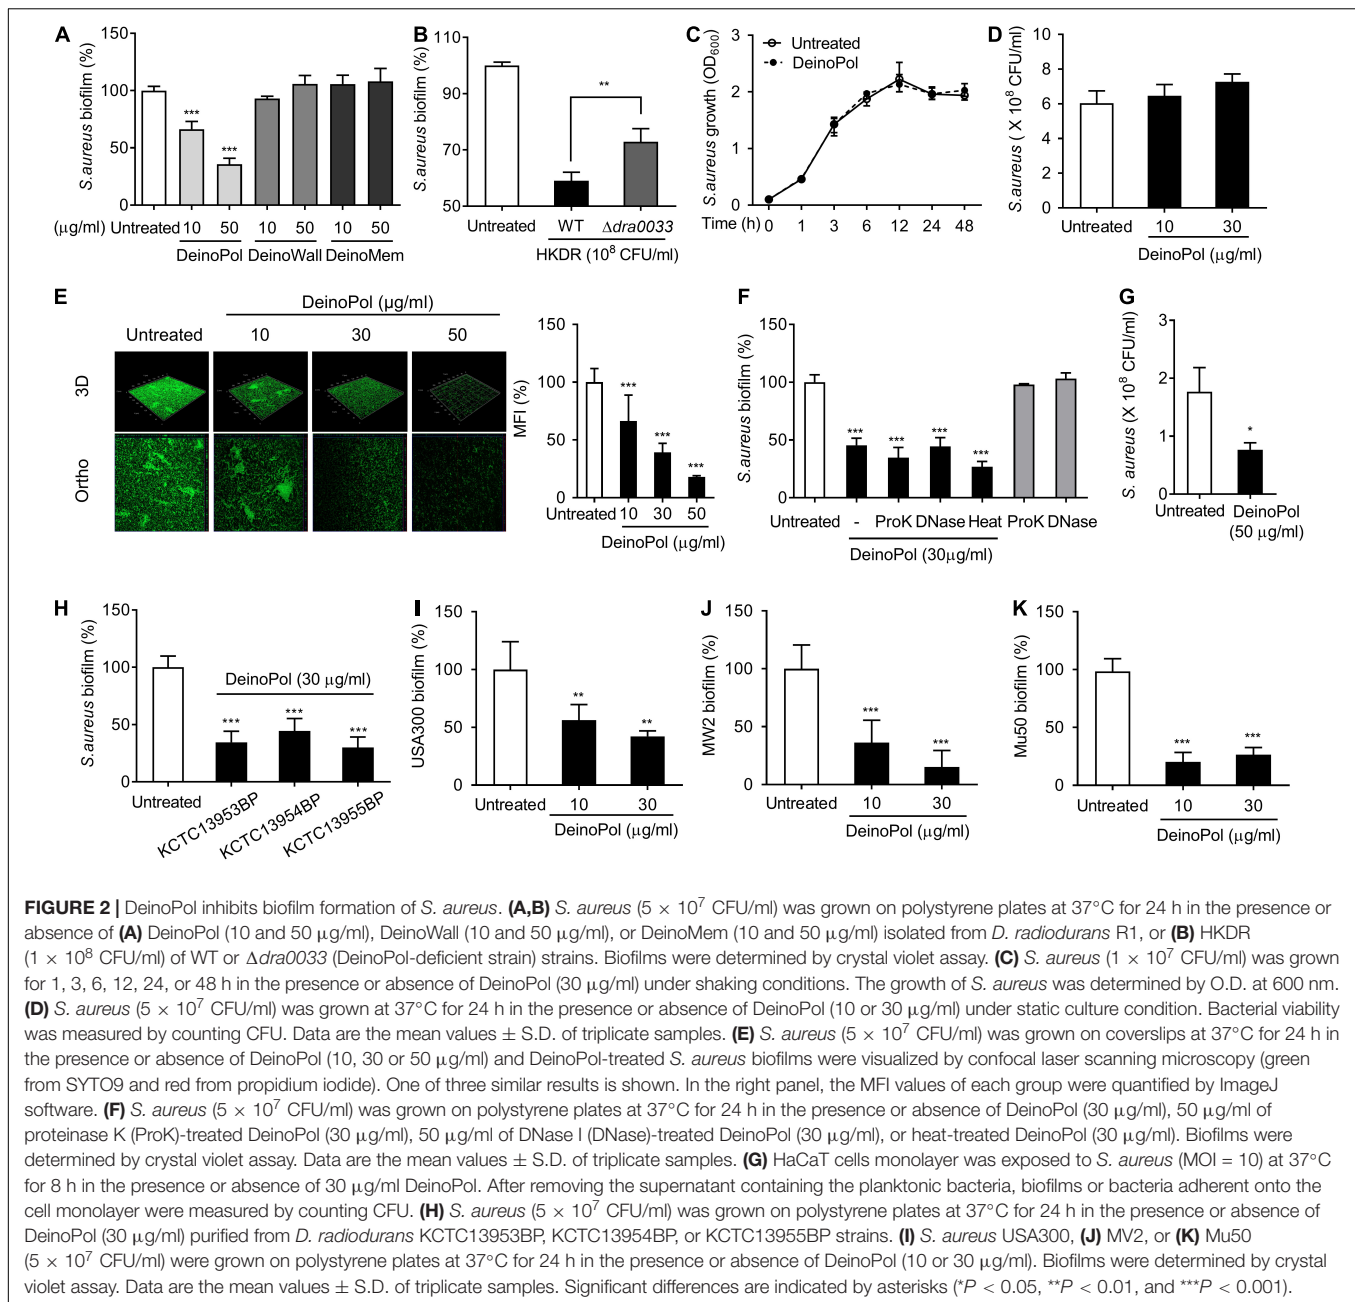 A
S.aureus biofilm (%)
150
100
50
0
***
***
(μg/ml) Untreated 10 50 10 50 10 50
DeinoPol DeinoWall DeinoMem
B
S.aureus biofilm (%)
110
90
70
50
**
Untreated WT Δdra0033
HKDR (10⁸ CFU/ml)
C
S.aureus growth (OD₆₀₀)
3
2
1
0
Untreated
DeinoPol
Time (h) 0 1 3 6 12 24 48
D
S.aureus ( X 10⁸ CFU/ml)
10
8
6
4
2
0
Untreated 10 30
DeinoPol (μg/ml)
E
DeinoPol (μg/ml)
Untreated 10 30 50
3D
Ortho
MFI (%)
150
100
50
0
***
***
***
Untreated 10 30 50
DeinoPol (μg/ml)
F
S.aureus biofilm (%)
150
100
50
0
***
***
***
***
Untreated - ProK DNase Heat ProK DNase
DeinoPol (30μg/ml)
G
S. aureus (X 10⁸ CFU/ml)
3
2
1
0
*
Untreated DeinoPol
(50 μg/ml)
H
S.aureus biofilm (%)
150
100
50
0
DeinoPol (30 μg/ml)
***
***
***
Untreated
KCTC13953BP
KCTC13954BP
KCTC13955BP
I
USA300 biofilm (%)
150
100
50
0
**
**
Untreated 10 30
DeinoPol (μg/ml)
J
MW2 biofilm (%)
150
100
50
0
***
***
Untreated 10 30
DeinoPol (μg/ml)
K
Mu50 biofilm (%)
150
100
50
0
***
***
Untreated 10 30
DeinoPol (μg/ml)
FIGURE 2 | DeinoPol inhibits biofilm formation of S. aureus. (A,B) S. aureus (5 × 10⁷ CFU/ml) was grown on polystyrene plates at 37°C for 24 h in the presence or
absence of (A) DeinoPol (10 and 50 μg/ml), DeinoWall (10 and 50 μg/ml), or DeinoMem (10 and 50 μg/ml) isolated from D. radiodurans R1, or (B) HKDR
(1 × 10⁸ CFU/ml) of WT or Δdra0033 (DeinoPol-deficient strain) strains. Biofilms were determined by crystal violet assay. (C) S. aureus (1 × 10⁷ CFU/ml) was grown
for 1, 3, 6, 12, 24, or 48 h in the presence or absence of DeinoPol (30 μg/ml) under shaking conditions. The growth of S. aureus was determined by O.D. at 600 nm.
(D) S. aureus (5 × 10⁷ CFU/ml) was grown at 37°C for 24 h in the presence or absence of DeinoPol (10 or 30 μg/ml) under static culture condition. Bacterial viability
was measured by counting CFU. Data are the mean values ± S.D. of triplicate samples. (E) S. aureus (5 × 10⁷ CFU/ml) was grown on coverslips at 37°C for 24 h in
the presence or absence of DeinoPol (10, 30 or 50 μg/ml) and DeinoPol-treated S. aureus biofilms were visualized by confocal laser scanning microscopy (green
from SYTO9 and red from propidium iodide). One of three similar results is shown. In the right panel, the MFI values of each group were quantified by ImageJ
software. (F) S. aureus (5 × 10⁷ CFU/ml) was grown on polystyrene plates at 37°C for 24 h in the presence or absence of DeinoPol (30 μg/ml), 50 μg/ml of
proteinase K (ProK)-treated DeinoPol (30 μg/ml), 50 μg/ml of DNase I (DNase)-treated DeinoPol (30 μg/ml), or heat-treated DeinoPol (30 μg/ml). Biofilms were
determined by crystal violet assay. Data are the mean values ± S.D. of triplicate samples. (G) HaCaT cells monolayer was exposed to S. aureus (MOI = 10) at 37°C
for 8 h in the presence or absence of 30 μg/ml DeinoPol. After removing the supernatant containing the planktonic bacteria, biofilms or bacteria adherent onto the
cell monolayer were measured by counting CFU. (H) S. aureus (5 × 10⁷ CFU/ml) was grown on polystyrene plates at 37°C for 24 h in the presence or absence of
DeinoPol (30 μg/ml) purified from D. radiodurans KCTC13953BP, KCTC13954BP, or KCTC13955BP strains. (I) S. aureus USA300, (J) MV2, or (K) Mu50
(5 × 10⁷ CFU/ml) were grown on polystyrene plates at 37°C for 24 h in the presence or absence of DeinoPol (10 or 30 μg/ml). Biofilms were determined by crystal
violet assay. Data are the mean values ± S.D. of triplicate samples. Significant differences are indicated by asterisks (*P < 0.05, **P < 0.01, and ***P < 0.001).